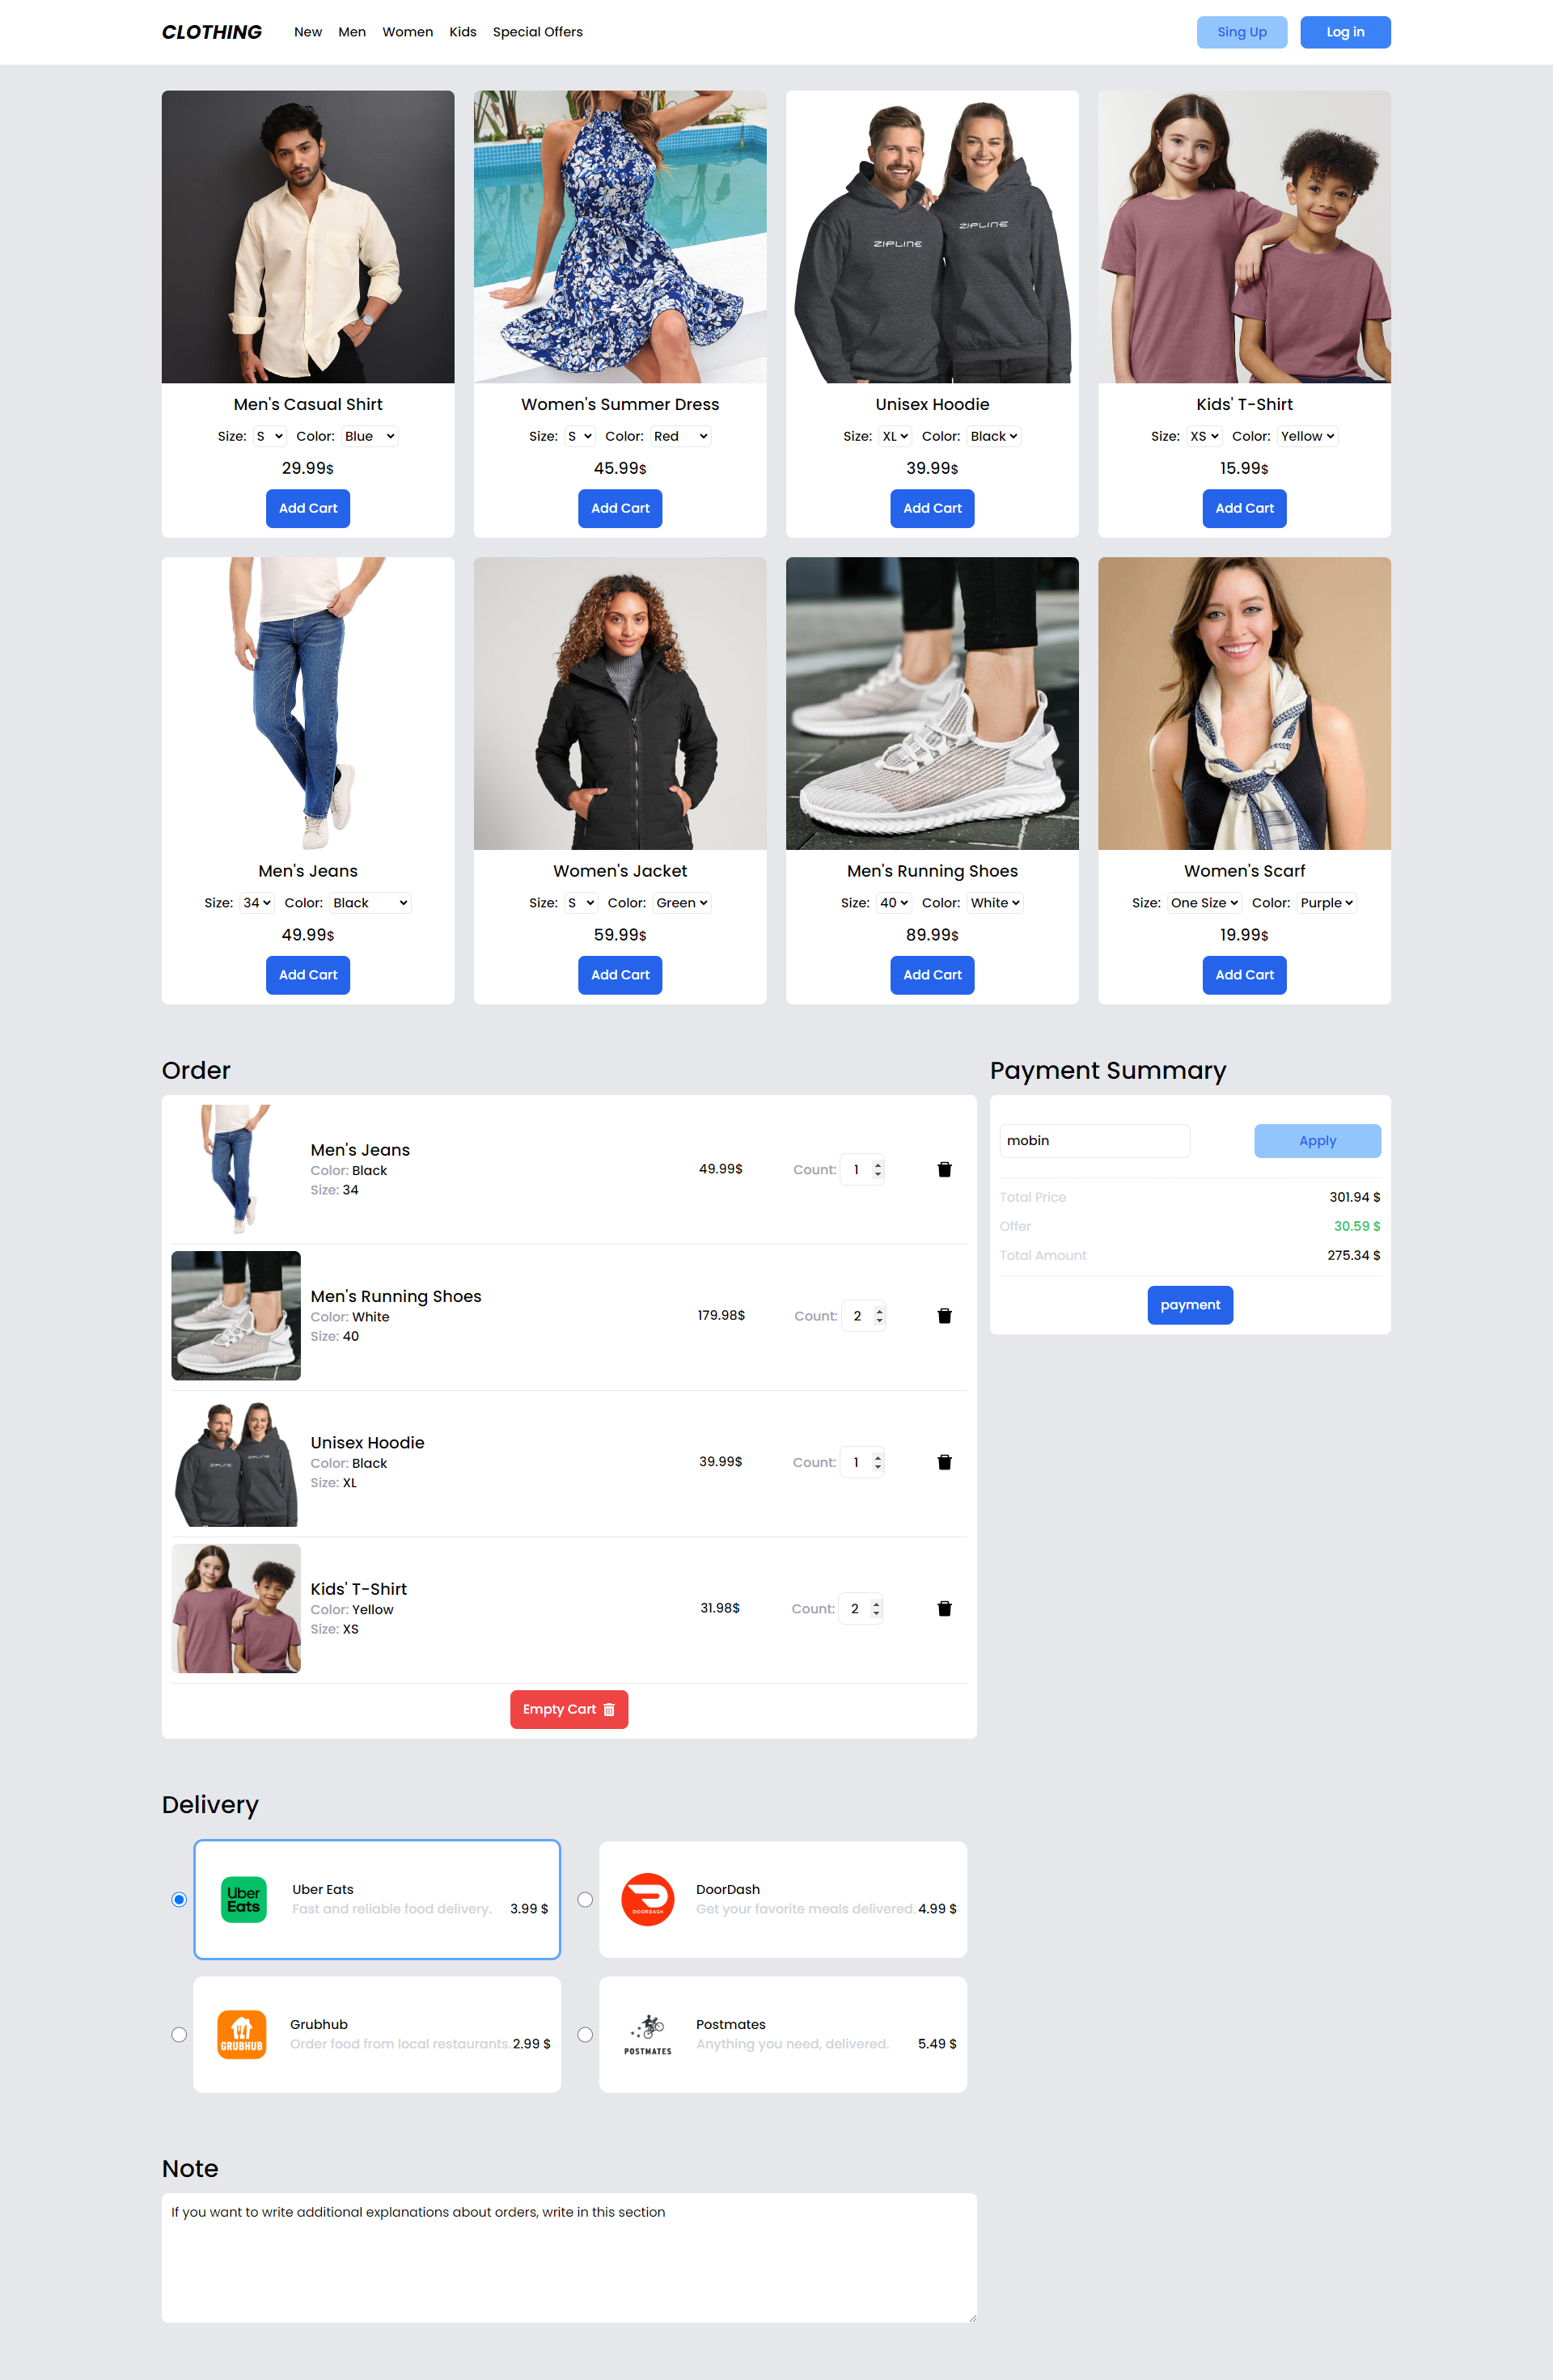 CLOTHING New Men Women Kids Special Offers Sing Up Log in
ZIPLINE ZIPLINE
Men's Casual Shirt Women's Summer Dress Unisex Hoodie Kids' T-Shirt
Size: S Color: Blue Size: S Color: Red Size: XL Color: Black Size: XS Color: Yellow
29.99$ 45.99$ 39.99$ 15.99$
Add Cart Add Cart Add Cart Add Cart
Men's Jeans Women's Jacket Men's Running Shoes Women's Scarf
Size: 34 Color: Black Size: S Color: Green Size: 40 Color: White Size: One Size Color: Purple
49.99$ 59.99$ 89.99$ 19.99$
Add Cart Add Cart Add Cart Add Cart
Order
Men's Jeans
Color: Black
Size: 34
49.99$ Count: 1
Men's Running Shoes
Color: White
Size: 40
179.98$ Count: 2
ZIPLINE ZIPLINE
Unisex Hoodie
Color: Black
Size: XL
39.99$ Count: 1
Kids' T-Shirt
Color: Yellow
Size: XS
31.98$ Count: 2
Empty Cart
Payment Summary
mobin Apply
Total Price 301.94 $
Offer 30.59 $
Total Amount 275.34 $
payment
Delivery
Uber
Eats
Uber Eats
Fast and reliable food delivery. 3.99 $
DOORDASH
DoorDash
Get your favorite meals delivered. 4.99 $
GRUBHUB
Grubhub
Order food from local restaurants. 2.99 $
POSTMATES
Postmates
Anything you need, delivered. 5.49 $
Note
If you want to write additional explanations about orders, write in this section